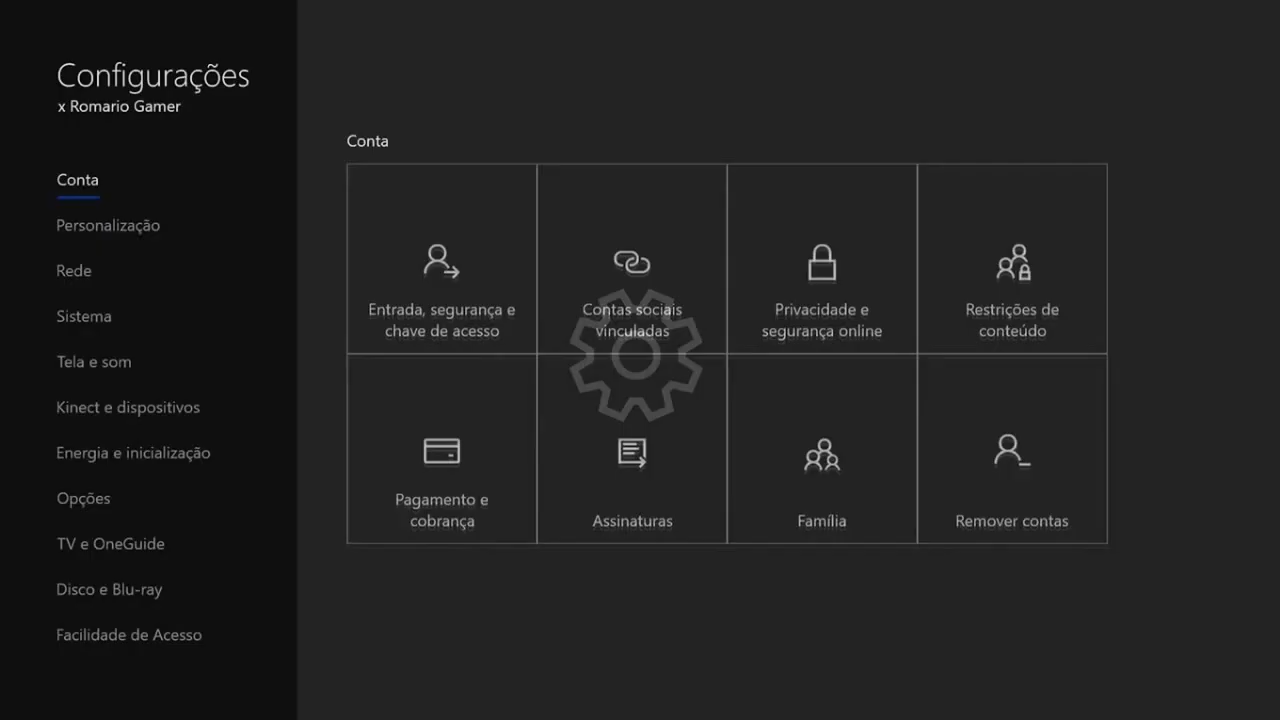 Configurações
x Romario Gamer
Conta
Personalização
Rede
Sistema
Tela e som
Kinect e dispositivos
Energia e inicialização
Opções
TV e OneGuide
Disco e Blu-ray
Facilidade de Acesso
Conta
Entrada, segurança e
chave de acesso
Contas sociais
vinculadas
Privacidade e
segurança online
Restrições de
conteúdo
Pagamento e
cobrança
Assinaturas
Família
Remover contas